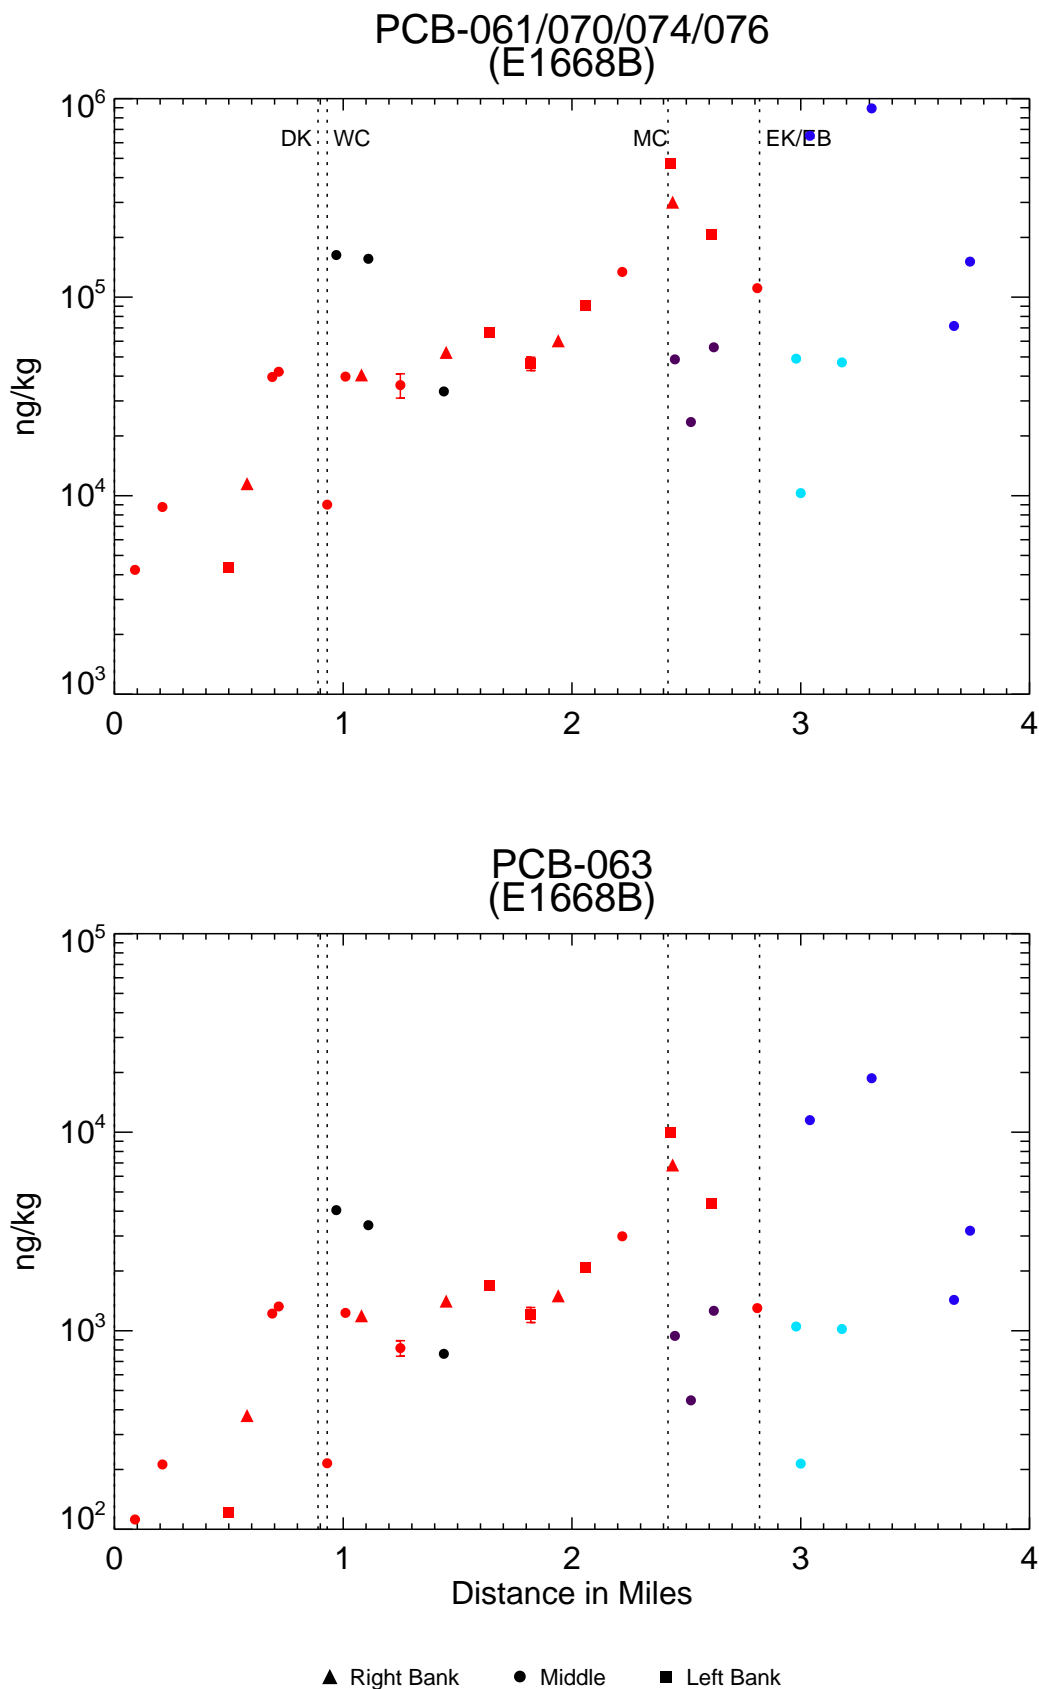 PCB-061/070/074/076
(E1668B)
10^6
DK WC MC EK/EB
10^5
ng/kg
10^4
10^3
0 1 2 3 4
PCB-063
(E1668B)
10^5
10^4
ng/kg
10^3
10^2
0 1 2 3 4
Distance in Miles
Right Bank Middle Left Bank